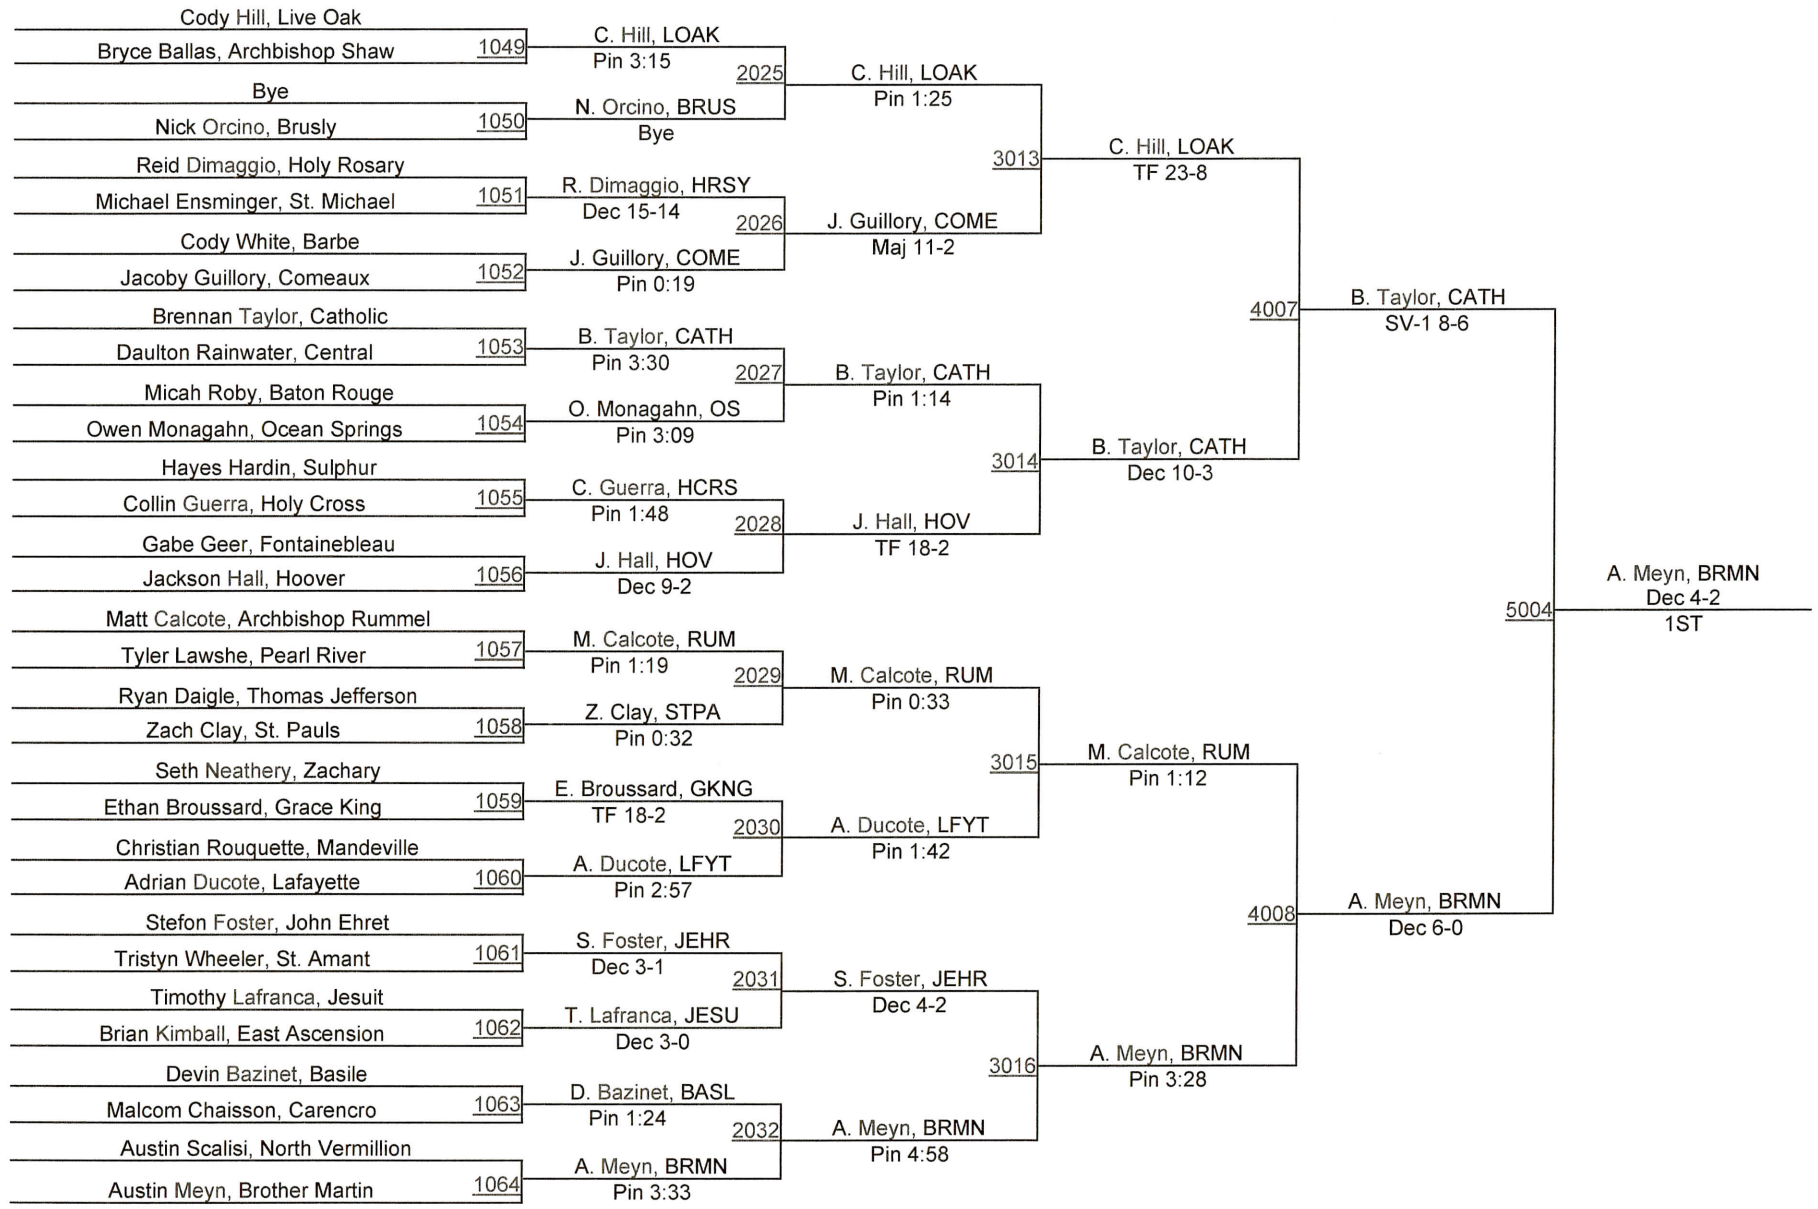 Cody Hill, Live Oak
Bryce Ballas, Archbishop Shaw
1049
Bye
Nick Orcino, Brusly
1050
Reid Dimaggio, Holy Rosary
Michael Ensminger, St. Michael
1051
Cody White, Barbe
Jacoby Guillory, Comeaux
1052
Brennan Taylor, Catholic
Daulton Rainwater, Central
1053
Micah Roby, Baton Rouge
Owen Monagahn, Ocean Springs
1054
Hayes Hardin, Sulphur
Collin Guerra, Holy Cross
1055
Gabe Geer, Fontainebleau
Jackson Hall, Hoover
1056
Matt Calcote, Archbishop Rummel
Tyler Lawshe, Pearl River
1057
Ryan Daigle, Thomas Jefferson
Zach Clay, St. Pauls
1058
Seth Neathery, Zachary
Ethan Broussard, Grace King
1059
Christian Rouquette, Mandeville
Adrian Ducote, Lafayette
1060
Stefon Foster, John Ehret
Tristyn Wheeler, St. Amant
1061
Timothy Lafranca, Jesuit
Brian Kimball, East Ascension
1062
Devin Bazinet, Basile
Malcom Chaisson, Carencro
1063
Austin Scalisi, North Vermillion
Austin Meyn, Brother Martin
1064
C. Hill, LOAK
Pin 3:15
2025
N. Orcino, BRUS
Bye
R. Dimaggio, HRSY
Dec 15-14
2026
J. Guillory, COME
Pin 0:19
B. Taylor, CATH
Pin 3:30
2027
O. Monagahn, OS
Pin 3:09
C. Guerra, HCRS
Pin 1:48
2028
J. Hall, HOV
Dec 9-2
M. Calcote, RUM
Pin 1:19
2029
Z. Clay, STPA
Pin 0:32
E. Broussard, GKNG
TF 18-2
2030
A. Ducote, LFYT
Pin 2:57
S. Foster, JEHR
Dec 3-1
2031
T. Lafranca, JESU
Dec 3-0
D. Bazinet, BASL
Pin 1:24
2032
A. Meyn, BRMN
Pin 3:33
C. Hill, LOAK
Pin 1:25
3013
J. Guillory, COME
Maj 11-2
B. Taylor, CATH
Pin 1:14
3014
J. Hall, HOV
TF 18-2
M. Calcote, RUM
Pin 0:33
3015
A. Ducote, LFYT
Pin 1:42
S. Foster, JEHR
Dec 4-2
3016
A. Meyn, BRMN
Pin 4:58
C. Hill, LOAK
TF 23-8
4007
B. Taylor, CATH
Dec 10-3
M. Calcote, RUM
Pin 1:12
4008
A. Meyn, BRMN
Pin 3:28
B. Taylor, CATH
SV-1 8-6
5004
A. Meyn, BRMN
Dec 6-0
A. Meyn, BRMN
Dec 4-2
1ST